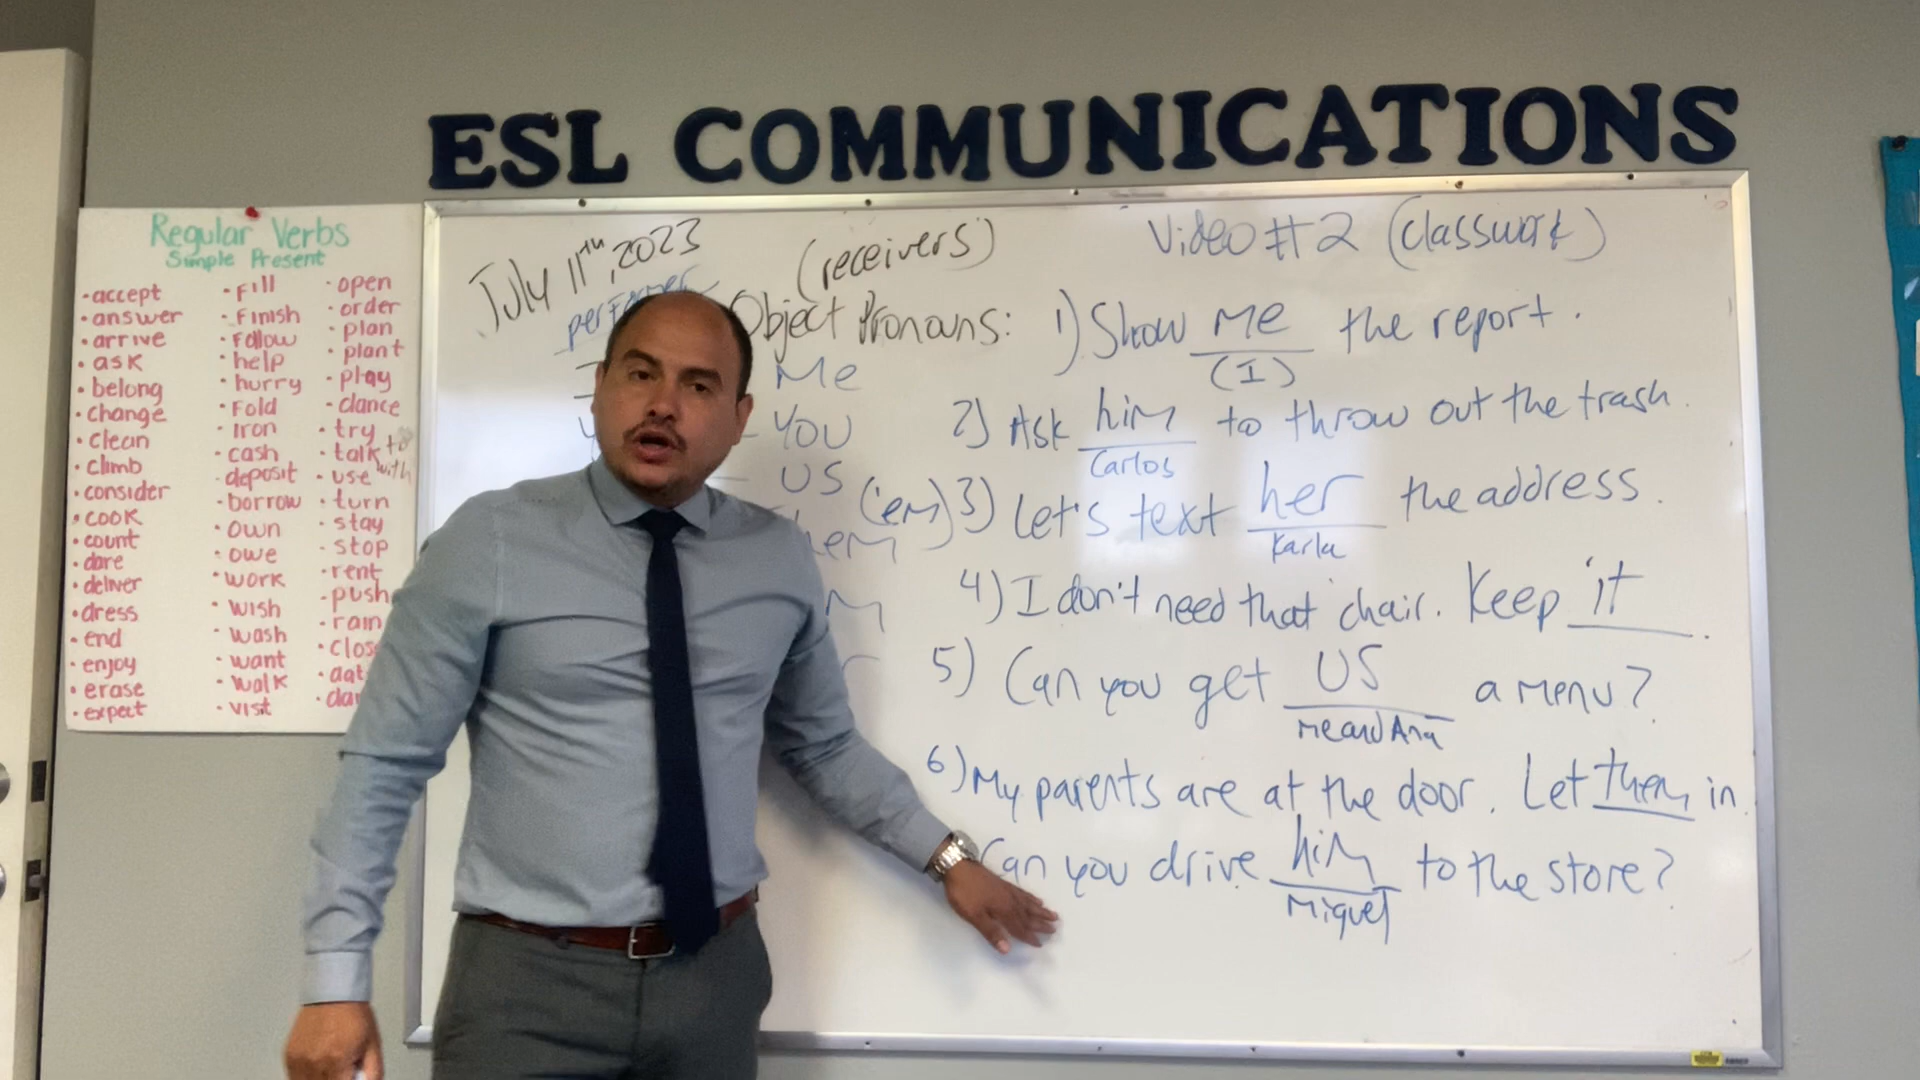 ESL COMMUNICATIONS
Regular Verbs
Simple Present
• accept
• answer
• arrive
• ask
• belong
• change
• clean
• climb
• consider
• cook
• count
• dare
• deliver
• dress
• end
• enjoy
• erase
• expect
• fill
• finish
• follow
• help
• hurry
• fold
• iron
• cash
• deposit
• borrow
• own
• owe
• work
• wish
• wash
• want
• walk
• visit
• open
• order
• plan
• plant
• play
• dance
• try
• talk to
with
• use
• turn
• stay
• stop
• rent
• push
• rain
July 11th, 2023
(receivers)
Object Pronouns:
Me
You
US
('em)
Video #2 (classwork)
1) Show me the report.
(I)
2) Ask him to throw out the trash.
Carlos
3) Let's text her the address.
Karla
4) I don't need that chair. Keep it.
5) Can you get US a menu?
me and Ana
6) My parents are at the door. Let them in
Can you drive him to the store?
Miguel